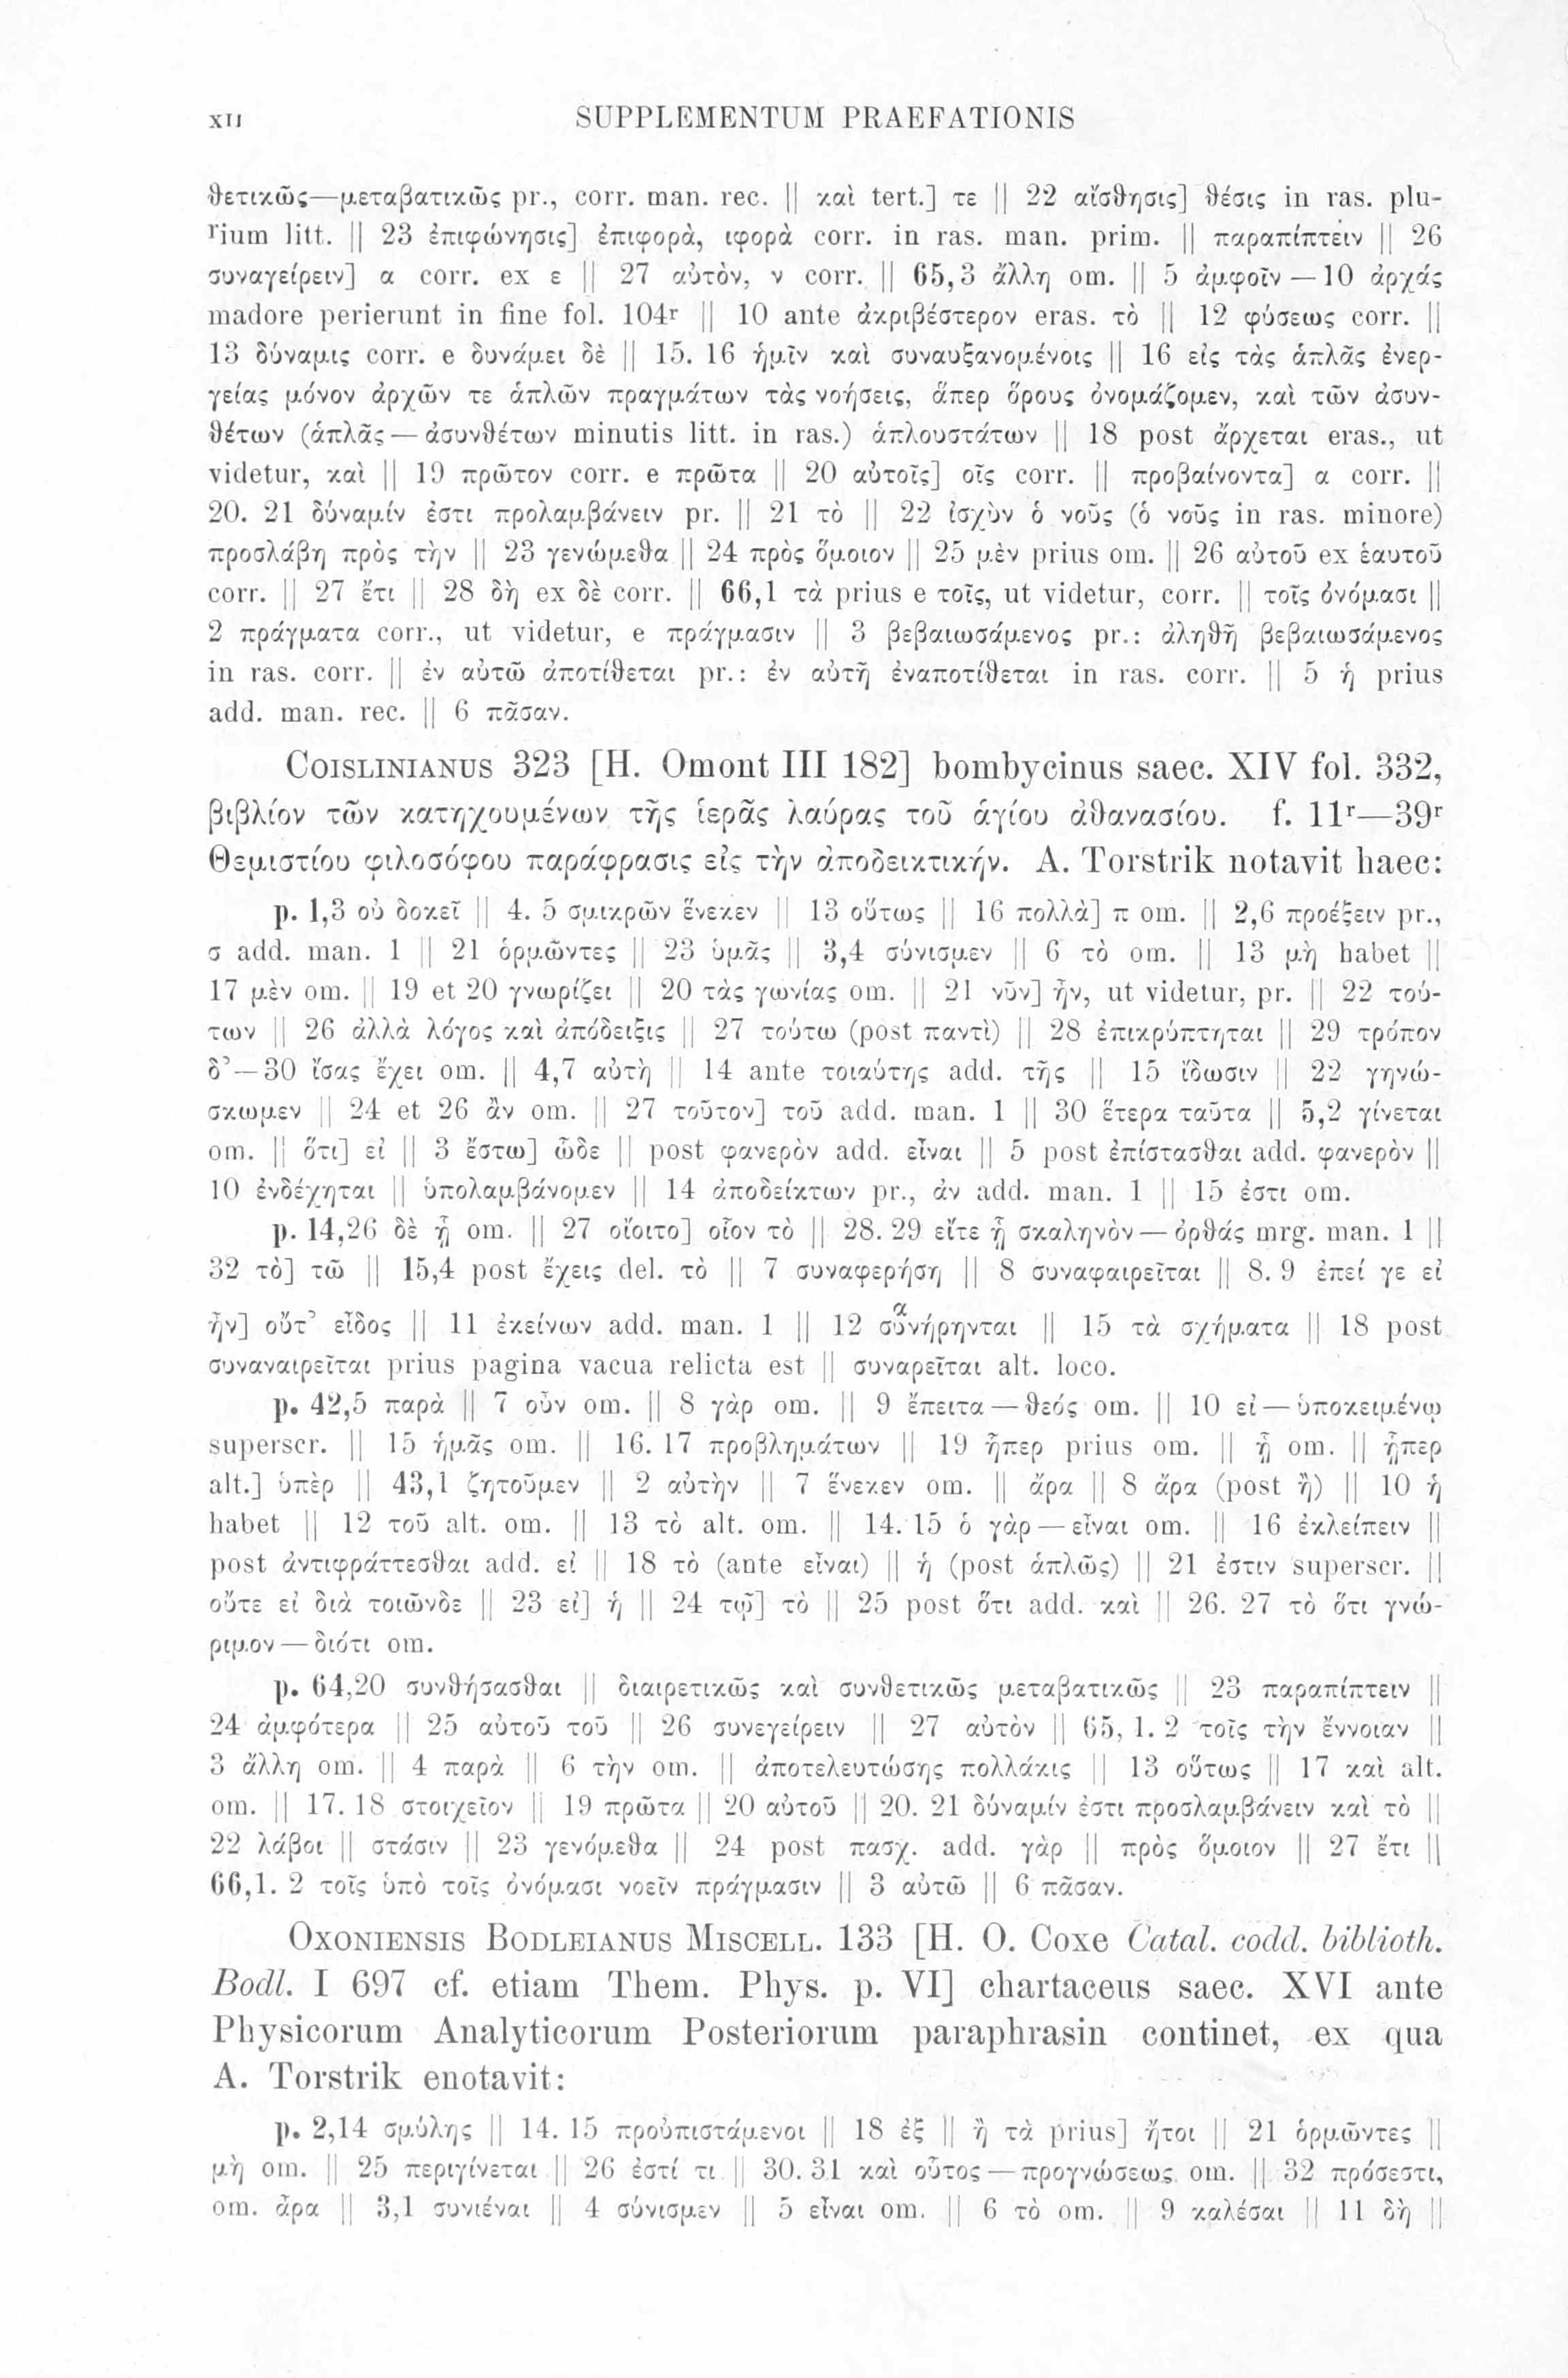 XII SUPPLEMENTUM PRAEFATIONIS
θετικῶς—μεταβατικῶς pr., corr. man. rec. || καὶ tert.] τε || 22 αἴσθησις] θέσις in ras. plu-
rium litt. || 23 ἐπιφώνησις] ἐπιφορὰ, ιφορὰ corr. in ras. man. prim. || παραπίπτειν || 26
συναγείρειν] α corr. ex ε || 27 αὐτὸν, ν corr. || 65,3 ἄλλη om. || 5 ἀμφοῖν — 10 ἀρχάς
madore perierunt in fine fol. 104r || 10 ante ἀκριβέστερον eras. τὸ || 12 φύσεως corr. ||
13 δύναμις corr. e δυνάμει δὲ || 15. 16 ἡμῖν καὶ συναυξανομένοις || 16 εἰς τὰς ἁπλᾶς ἐνερ-
γείας μόνον ἀρχῶν τε ἁπλῶν πραγμάτων τὰς νοήσεις, ἅπερ ὅρους ὀνομάζομεν, καὶ τῶν ἀσυν-
θέτων (ἁπλᾶς — ἀσυνθέτων minutis litt. in ras.) ἁπλουστάτων || 18 post ἄρχεται eras., ut
videtur, καὶ || 19 πρῶτον corr. e πρῶτα || 20 αὐτοῖς] οῖς corr. || προβαίνοντα] α corr. ||
20. 21 δύναμίν ἐστι προλαμβάνειν pr. || 21 τὸ || 22 ἰσχὺν ὁ νοῦς (ὁ νοῦς in ras. minore)
προσλάβη πρὸς τὴν || 23 γενώμεθα || 24 πρὸς ὅμοιον || 25 μὲν prius om. || 26 αὐτοῦ ex ἑαυτοῦ
corr. || 27 ἔτι || 28 δὴ ex δὲ corr. || 66,1 τὰ prius e τοῖς, ut videtur, corr. || τοῖς ὀνόμασι ||
2 πράγματα corr., ut videtur, e πράγμασιν || 3 βεβαιωσάμενος pr.: ἀληθῆ βεβαιωσάμενος
in ras. corr. || ἐν αὐτῶ ἀποτίθεται pr.: ἐν αὐτῆ ἐναποτίθεται in ras. corr. || 5 ἡ prius
add. man. rec. || 6 πᾶσαν.
COISLINIANUS 323 [H. Omont III 182] bombycinus saec. XIV fol. 332,
βιβλίον τῶν κατηχουμένων τῆς ἱερᾶς λαύρας τοῦ ἁγίου ἀθανασίου. f. 11r—39r
Θεμιστίου φιλοσόφου παράφρασις εἰς τὴν ἀποδεικτικήν. A. Torstrik notavit haec:
p. 1,3 οὐ δοκεῖ || 4. 5 σμικρῶν ἕνεκεν || 13 οὕτως || 16 πολλὰ] π om. || 2,6 προέξειν pr.,
σ add. man. 1 || 21 ὁρμῶντες || 23 ὑμᾶς || 3,4 σύνισμεν || 6 τὸ om. || 13 μὴ habet ||
17 μὲν om. || 19 et 20 γνωρίζει || 20 τὰς γωνίας om. || 21 νῦν] ἦν, ut videtur, pr. || 22 τού-
των || 26 ἀλλὰ λόγος καὶ ἀπόδειξις || 27 τούτω (post παντὶ) || 28 ἐπικρύπτηται || 29 τρόπον
δ’—30 ἴσας ἔχει om. || 4,7 αὐτὴ || 14 ante τοιαύτης add. τῆς || 15 ἴδωσιν || 22 γηνώ-
σκωμεν || 24 et 26 ἂν om. || 27 τοῦτον] τοῦ add. man. 1 || 30 ἕτερα ταῦτα || 5,2 γίνεται
om. || ὅτι] εἰ || 3 ἔστω] ὧδε || post φανερὸν add. εἶναι || 5 post ἐπίστασθαι add. φανερὸν ||
10 ἐνδέχηται || ὑπολαμβάνομεν || 14 ἀποδείκτων pr., ἀν add. man. 1 || 15 ἐστι om.
p. 14,26 δὲ ᾗ om. || 27 οἴοιτο] οἷον τὸ || 28. 29 εἴτε ᾗ σκαληνὸν — ὀρθάς mrg. man. 1 ||
32 τὸ] τῶ || 15,4 post ἔχεις del. τὸ || 7 συναφερήση || 8 συναφαιρεῖται || 8. 9 ἐπεί γε εἰ
ἦν] οὔτ’ εἶδος || 11 ἐκείνων add. man. 1 || 12 συνήρηνται || 15 τὰ σχήματα || 18 post
συναναιρεῖται prius pagina vacua relicta est || συναρεῖται alt. loco.
p. 42,5 παρὰ || 7 οὖν om. || 8 γὰρ om. || 9 ἔπειτα — θεός om. || 10 εἰ — ὑποκειμένῳ
superscr. || 15 ἡμᾶς om. || 16. 17 προβλημάτων || 19 ᾗπερ prius om. || ᾗ om. || ᾗπερ
alt.] ὑπὲρ || 43,1 ζητοῦμεν || 2 αὐτὴν || 7 ἕνεκεν om. || ἄρα || 8 ἄρα (post ἢ) || 10 ἡ
habet || 12 τοῦ alt. om. || 13 τὸ alt. om. || 14. 15 ὁ γὰρ — εἶναι om. || 16 ἐκλείπειν ||
post ἀντιφράττεσθαι add. εἰ || 18 τὸ (ante εἶναι) || ἡ (post ἁπλῶς) || 21 ἐστιν superscr. ||
οὔτε εἰ διὰ τοιῶνδε || 23 εἰ] ἡ || 24 τῷ] τὸ || 25 post ὅτι add. καὶ || 26. 27 τὸ ὅτι γνώ-
ριμον — διότι om.
p. 64,20 συνθήσασθαι || διαιρετικῶς καὶ συνθετικῶς μεταβατικῶς || 23 παραπίπτειν ||
24 ἀμφότερα || 25 αὐτοῦ τοῦ || 26 συνεγείρειν || 27 αὐτὸν || 65, 1. 2 τοῖς τὴν ἔννοιαν ||
3 ἄλλη om. || 4 παρὰ || 6 τὴν om. || ἀποτελευτώσης πολλάκις || 13 οὕτως || 17 καὶ alt.
om. || 17. 18 στοιχεῖον || 19 πρῶτα || 20 αὐτοῦ || 20. 21 δύναμίν ἐστι προσλαμβάνειν καὶ τὸ ||
22 λάβοι || στάσιν || 23 γενόμεθα || 24 post πασχ. add. γὰρ || πρὸς ὅμοιον || 27 ἔτι ||
66,1. 2 τοῖς ὑπὸ τοῖς ὀνόμασι νοεῖν πράγμασιν || 3 αὐτῶ || 6 πᾶσαν.
OXONIENSIS BODLEIANUS MISCELL. 133 [H. O. Coxe Catal. codd. biblioth.
Bodl. I 697 cf. etiam Them. Phys. p. VI] chartaceus saec. XVI ante
Physicorum Analyticorum Posteriorum paraphrasin continet, ex qua
A. Torstrik enotavit:
p. 2,14 σμύλης || 14. 15 προὐπιστάμενοι || 18 ἐξ || ἢ τὰ prius] ἤτοι || 21 ὁρμῶντες ||
μὴ om. || 25 περιγίνεται || 26 ἐστί τι || 30. 31 καὶ οὗτος — προγνώσεως om. || 32 πρόσεστι,
om. ἆρα || 3,1 συνιέναι || 4 σύνισμεν || 5 εἶναι om. || 6 τὸ om. || 9 καλέσαι || 11 δὴ ||